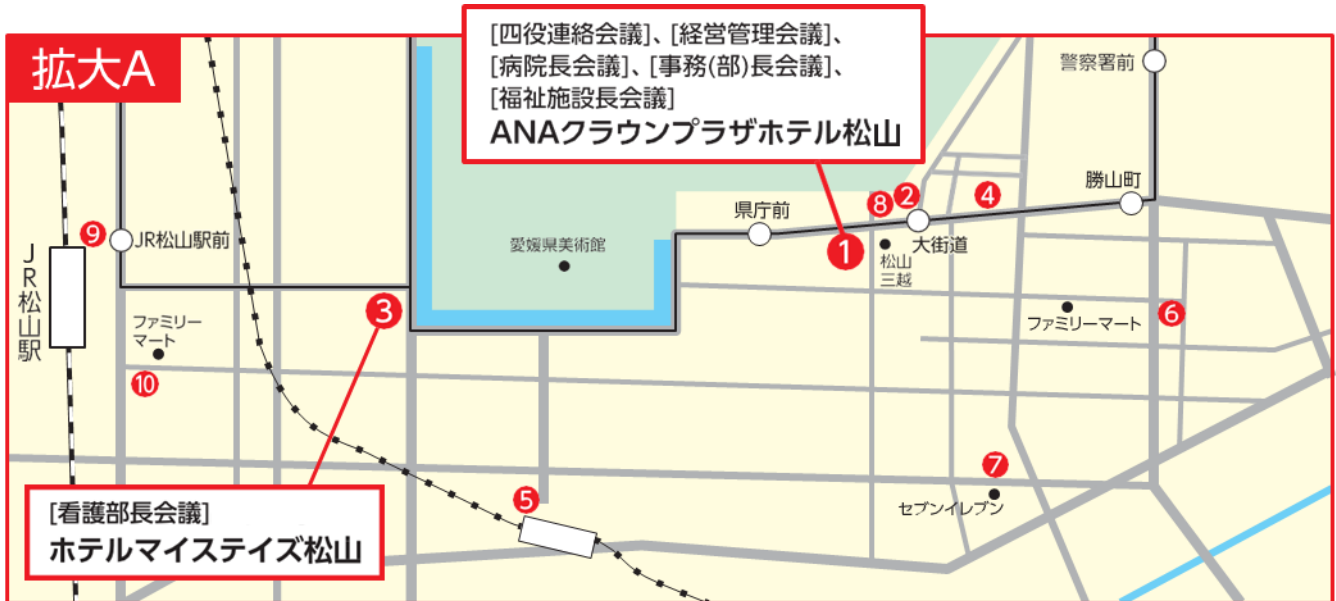 拡大A
[四役連絡会議]、[経営管理会議]、
[病院長会議]、[事務(部)長会議]、
[福祉施設長会議]
ANAクラウンプラザホテル松山
警察署前
勝山町
県庁前
大街道
松山
三越
愛媛県美術館
JR松山駅前
JR松山駅
ファミリー
マート
ファミリーマート
セブンイレブン
1
2
3
4
5
6
7
8
9
10
[看護部長会議]
ホテルマイステイズ松山